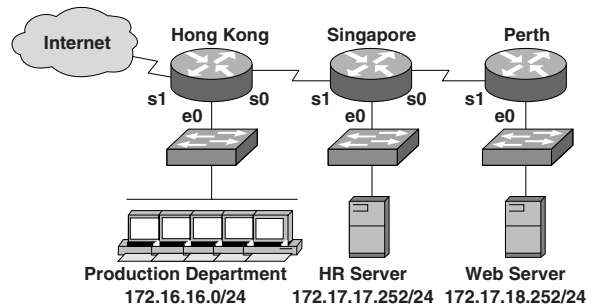 Hong Kong Singapore Perth
Internet
s1 s0 s1 s0 s1
e0 e0 e0
Production Department HR Server Web Server
172.16.16.0/24 172.17.17.252/24 172.17.18.252/24